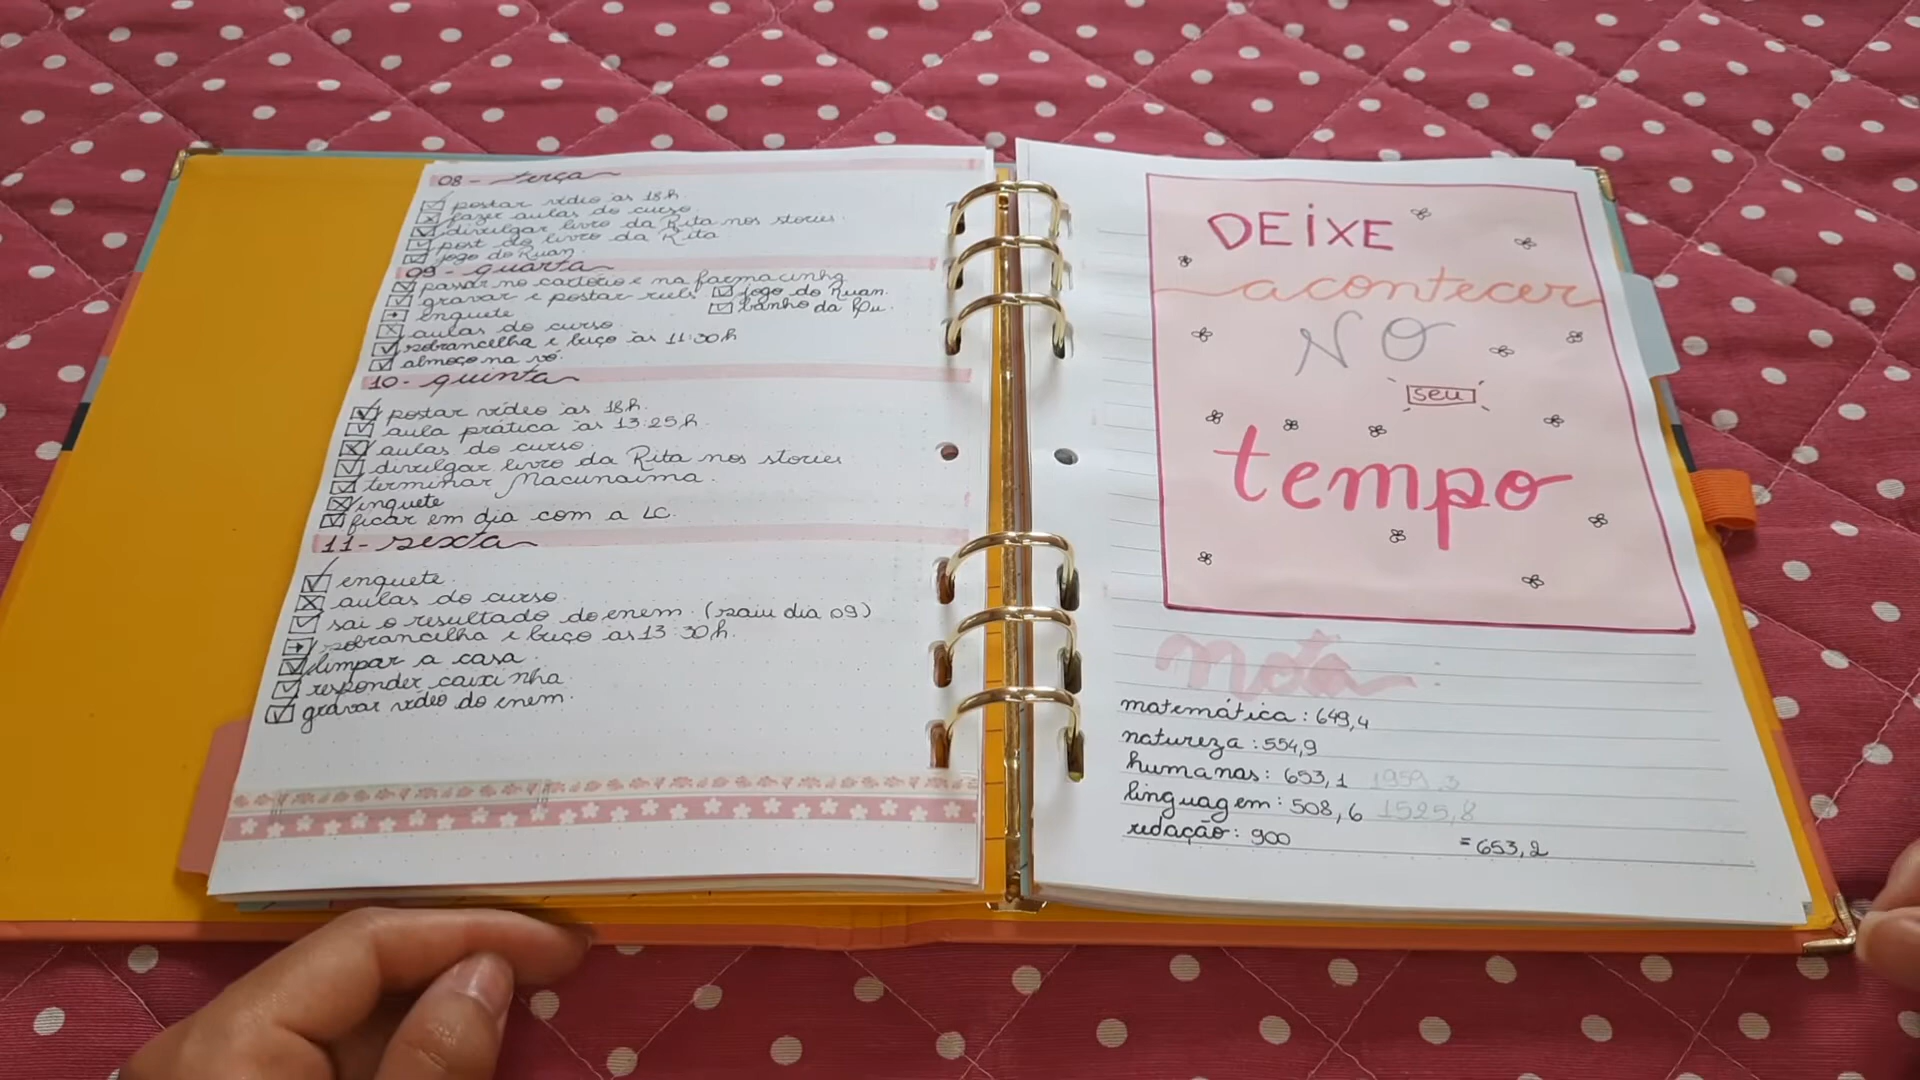 08 - terça
postar vídeo às 18h.
fazer aulas do curso
divulgar livro da Rita nos stories.
post do livro da Rita
jogo do Ruan.
09 - quarta
passar no cartório e na farmacinha
gravar e postar reels
jogo do Ruan.
enquete
banho da Pu.
aulas do curso.
sobrancelha e buço às 11:30h
almoço na vó.
10 - quinta
postar vídeo às 18h.
aula prática às 13:25h.
aulas do curso.
divulgar livro da Rita nos stories
terminar Macunaíma.
enquete
ficar em dia com a LC.
11 - sexta
enquete.
aulas do curso.
sai o resultado do enem. (saiu dia 09)
sobrancelha e buço às 13:30h.
limpar a casa
responder caixinha
gravar vídeo do enem.
DEIXE
acontecer
NO
seu
tempo
nota
matemática: 649,4
natureza: 554,9
humanas: 653,1 1959,3
linguagem: 508,6 1525,8
redação: 900 = 653,2